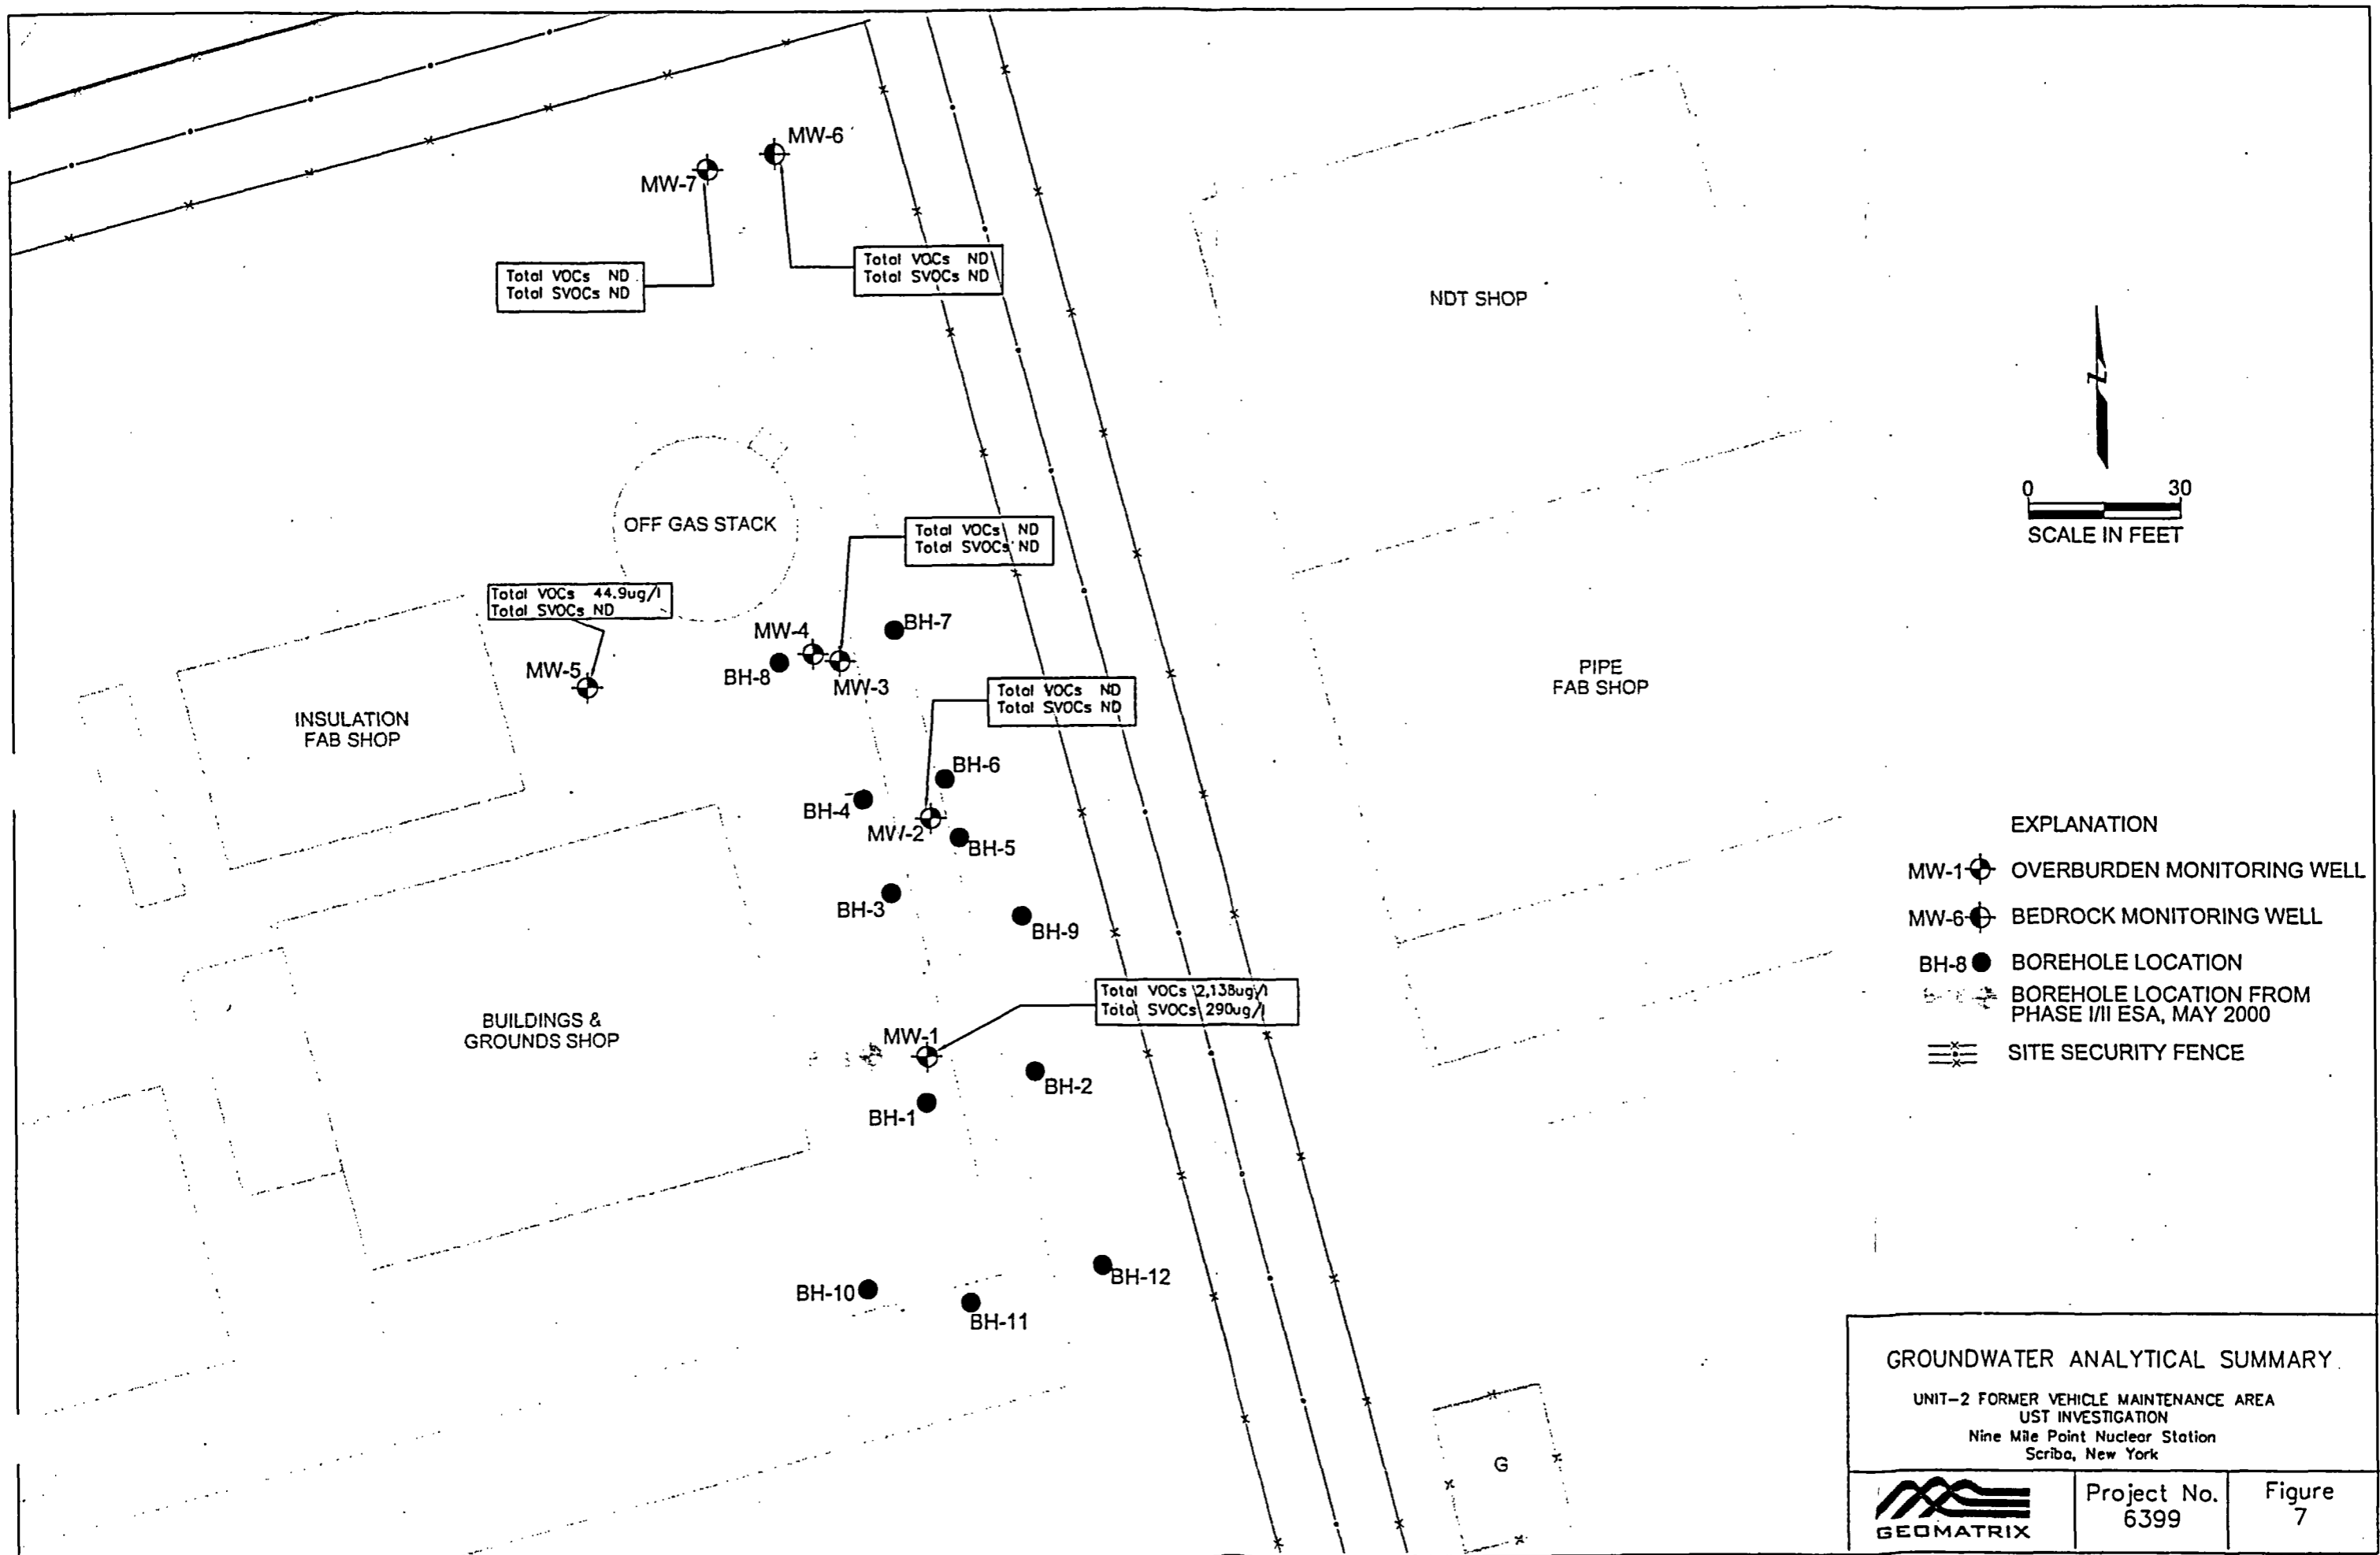 MW-6
MW-7
Total VOCs ND
Total SVOCs ND
Total VOCs ND
Total SVOCs ND
NDT SHOP
0 30
SCALE IN FEET
OFF GAS STACK
Total VOCs ND
Total SVOCs ND
Total VOCs 44.9ug/l
Total SVOCs ND
MW-4
BH-7
BH-8
MW-3
MW-5
PIPE
FAB SHOP
INSULATION
FAB SHOP
Total VOCs ND
Total SVOCs ND
BH-6
BH-4
MW-2
BH-5
BH-3
BH-9
EXPLANATION
MW-1 OVERBURDEN MONITORING WELL
MW-6 BEDROCK MONITORING WELL
BH-8 BOREHOLE LOCATION
BOREHOLE LOCATION FROM
PHASE I/II ESA, MAY 2000
SITE SECURITY FENCE
Total VOCs 2,138ug/l
Total SVOCs 290ug/l
BUILDINGS &
GROUNDS SHOP
MW-1
BH-2
BH-1
BH-12
BH-10
BH-11
G
GROUNDWATER ANALYTICAL SUMMARY
UNIT-2 FORMER VEHICLE MAINTENANCE AREA
UST INVESTIGATION
Nine Mile Point Nuclear Station
Scriba, New York
GEOMATRIX
Project No.
6399
Figure
7